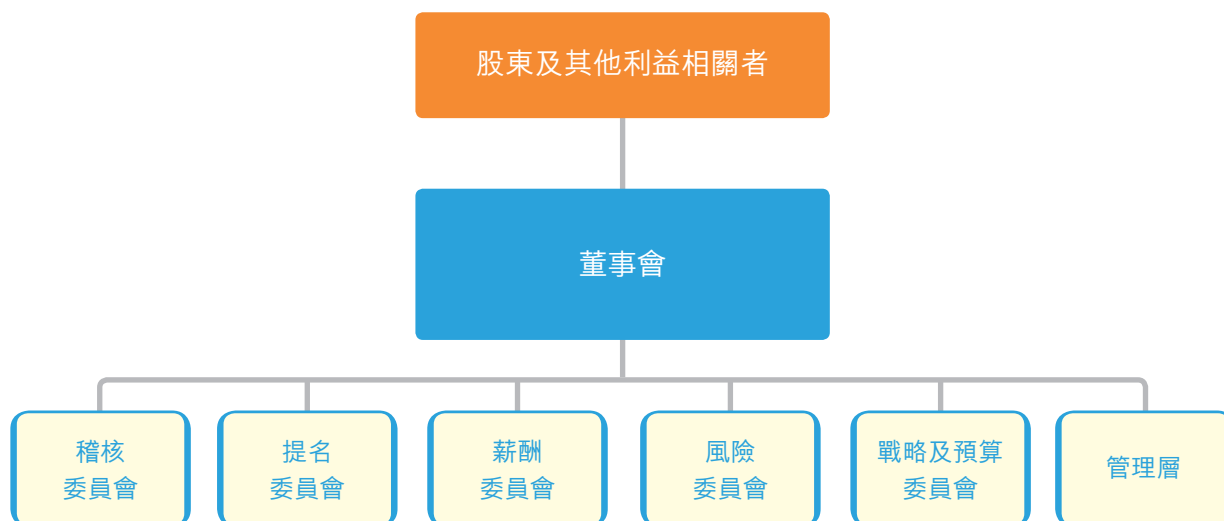 股東及其他利益相關者
董事會
稽核
委員會
提名
委員會
薪酬
委員會
風險
委員會
戰略及預算
委員會
管理層